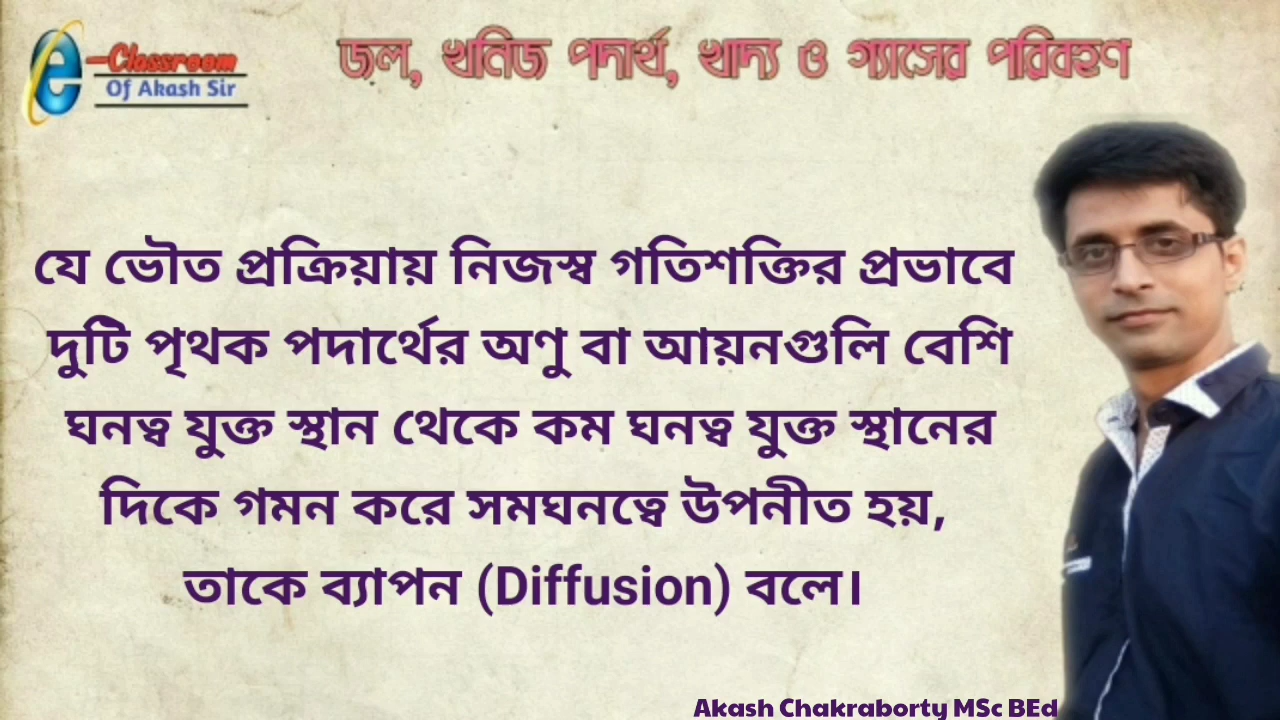 e-Classroom
Of Akash Sir
জল, খনিজ পদার্থ, খাদ্য ও গ্যাসের পরিবহণ
যে ভৌত প্রক্রিয়ায় নিজস্ব গতিশক্তির প্রভাবে
দুটি পৃথক পদার্থের অণু বা আয়নগুলি বেশি
ঘনত্ব যুক্ত স্থান থেকে কম ঘনত্ব যুক্ত স্থানের
দিকে গমন করে সমঘনত্বে উপনীত হয়,
তাকে ব্যাপন (Diffusion) বলে।
Akash Chakraborty MSc BEd